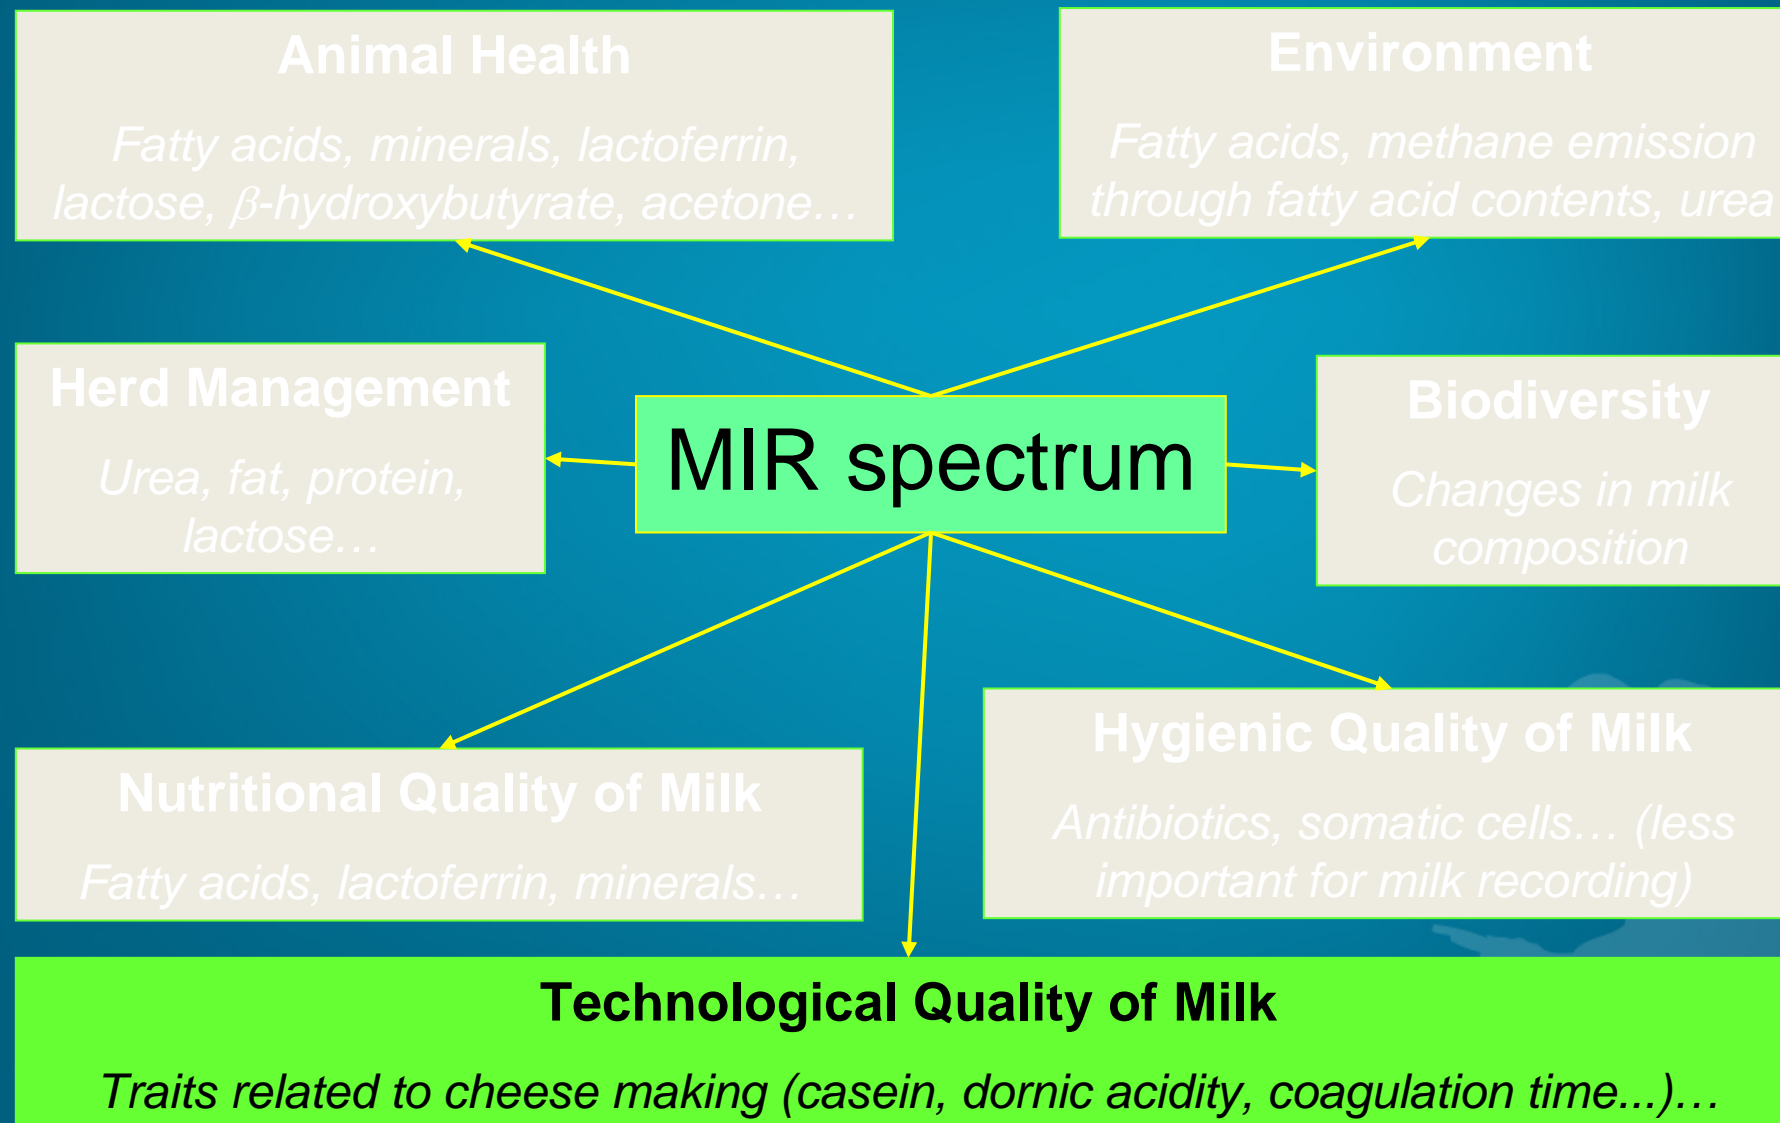 Animal Health
Fatty acids, minerals, lactoferrin,
lactose, β-hydroxybutyrate, acetone…
Environment
Fatty acids, methane emission
through fatty acid contents, urea
Herd Management
Urea, fat, protein,
lactose…
MIR spectrum
Biodiversity
Changes in milk
composition
Nutritional Quality of Milk
Fatty acids, lactoferrin, minerals…
Hygienic Quality of Milk
Antibiotics, somatic cells… (less
important for milk recording)
Technological Quality of Milk
Traits related to cheese making (casein, dornic acidity, coagulation time...)…